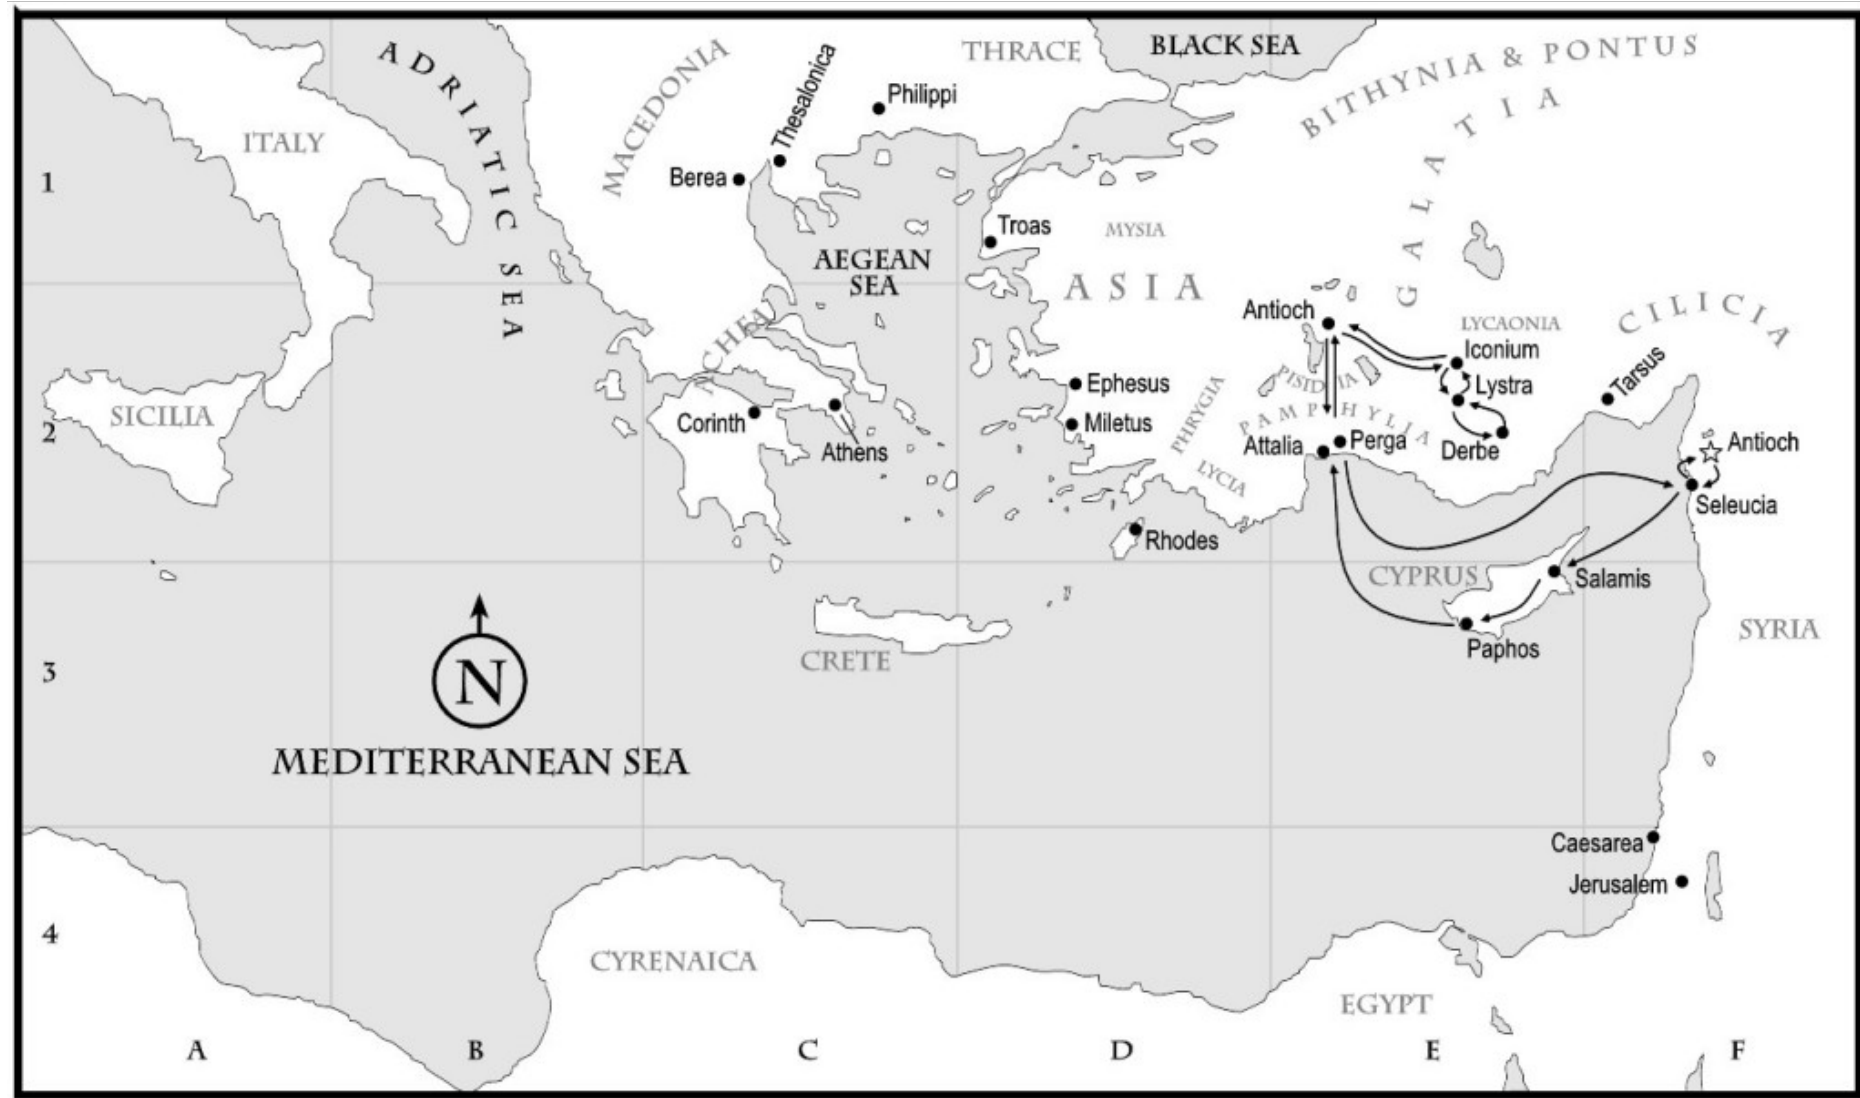 ADRIATIC SEA
MACEDONIA
Thesalonica
THRACE
BLACK SEA
BITHYNIA & PONTUS
Philippi
GALATIA
ITALY
1
Berea
Troas
MYSIA
AEGEAN
SEA
ASIA
Antioch
LYCAONIA
CILICIA
ACHEA
Iconium
Tarsus
Ephesus
PISIDIA
Lystra
PHRYGIA
SICILIA
2
Corinth
Athens
Miletus
PAMPHYLIA
Attalia
Perga
Derbe
Antioch
LYCIA
Seleucia
Rhodes
CYPRUS
Salamis
SYRIA
Paphos
CRETE
3
N
MEDITERRANEAN SEA
Caesarea
Jerusalem
4
CYRENAICA
EGYPT
A B C D E F